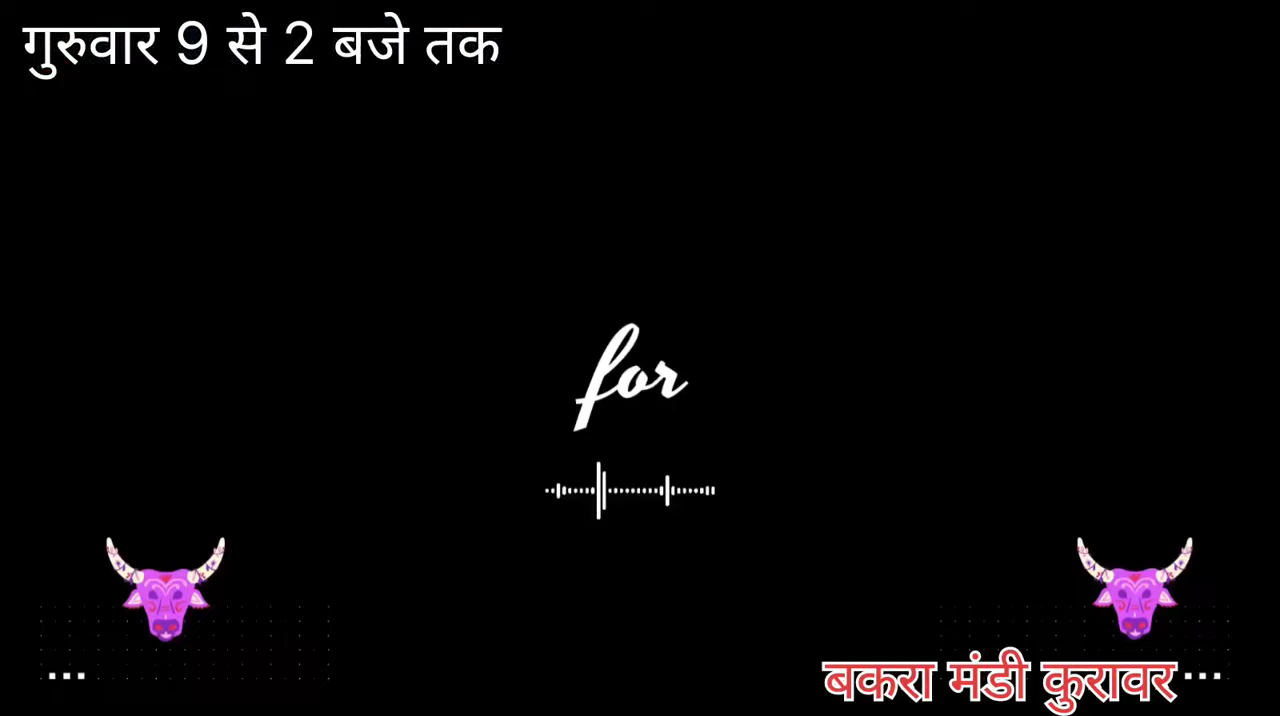 गुरुवार 9 से 2 बजे तक
for
बकरा मंडी कुरावर